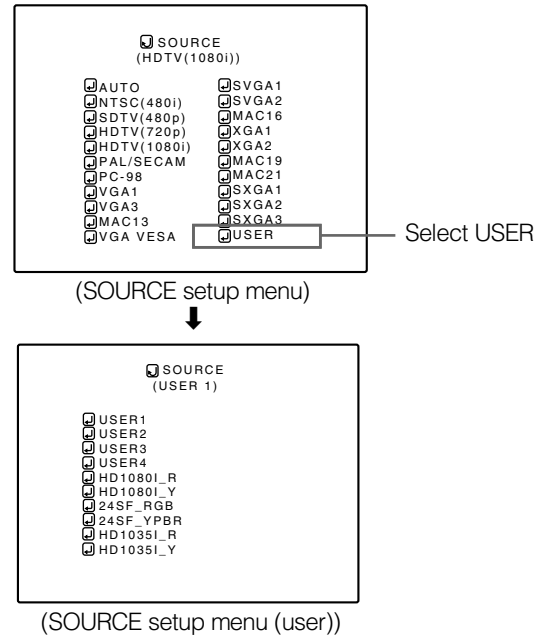 SOURCE
(HDTV(1080i))
AUTO
NTSC(480i)
SDTV(480p)
HDTV(720p)
HDTV(1080i)
PAL/SECAM
PC-98
VGA1
VGA3
MAC13
VGA VESA
SVGA1
SVGA2
MAC16
XGA1
XGA2
MAC19
MAC21
SXGA1
SXGA2
SXGA3
USER
Select USER
(SOURCE setup menu)
SOURCE
(USER 1)
USER1
USER2
USER3
USER4
HD1080I_R
HD1080I_Y
24SF_RGB
24SF_YPBR
HD1035I_R
HD1035I_Y
(SOURCE setup menu (user))